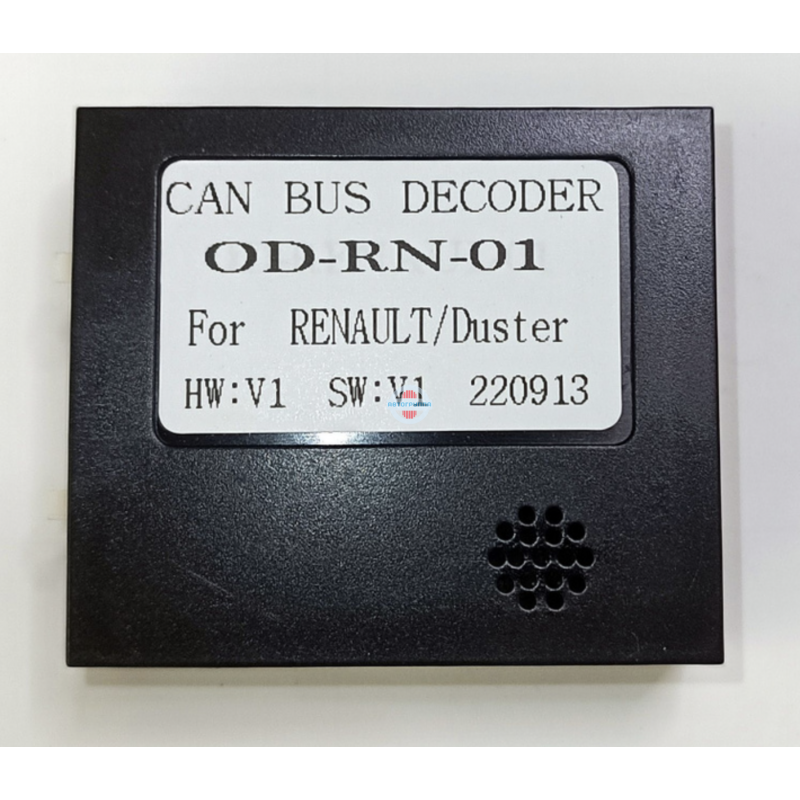 CAN BUS DECODER
OD-RN-01
For RENAULT/Duster
HW:V1 SW:V1 220913